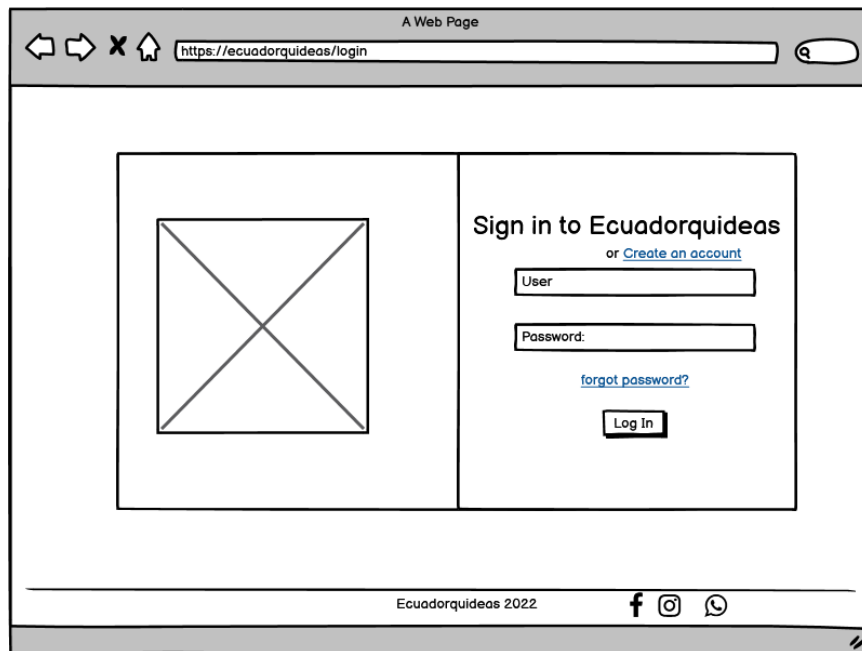 A Web Page
https://ecuadorquideas/login
Sign in to Ecuadorquideas
or Create an account
User
Password:
forgot password?
Log In
Ecuadorquideas 2022